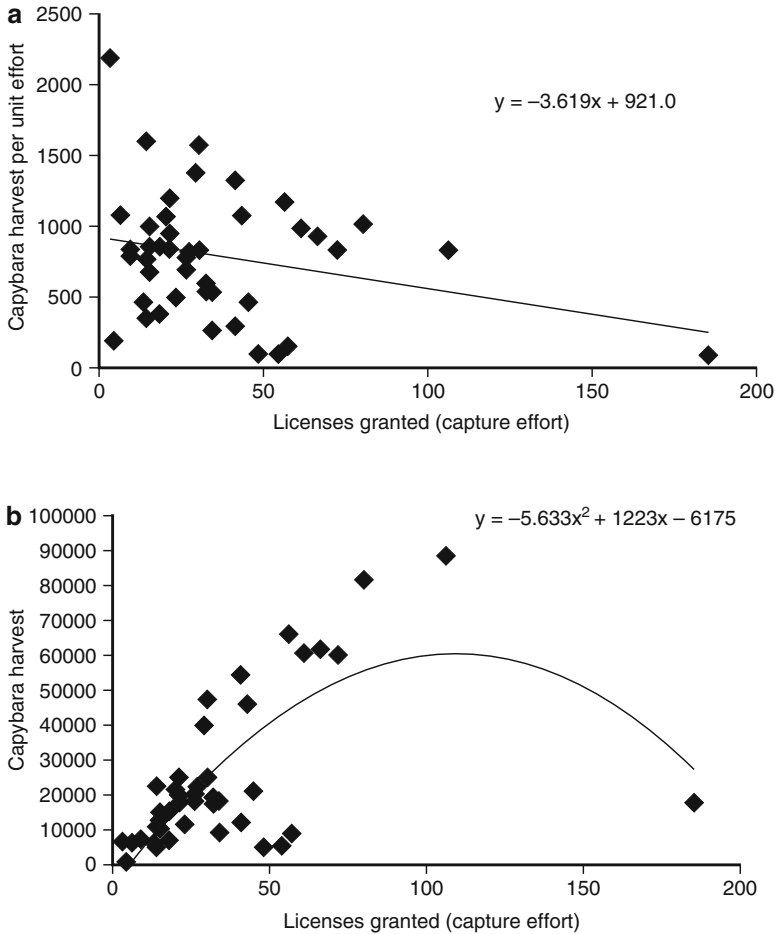 a
2500
2000
1500
1000
500
0
Capybara harvest per unit effort
y = –3.619x + 921.0
0 50 100 150 200
Licenses granted (capture effort)
b
100000
90000
80000
70000
60000
50000
40000
30000
20000
10000
0
Capybara harvest
y = –5.633x² + 1223x – 6175
0 50 100 150 200
Licenses granted (capture effort)